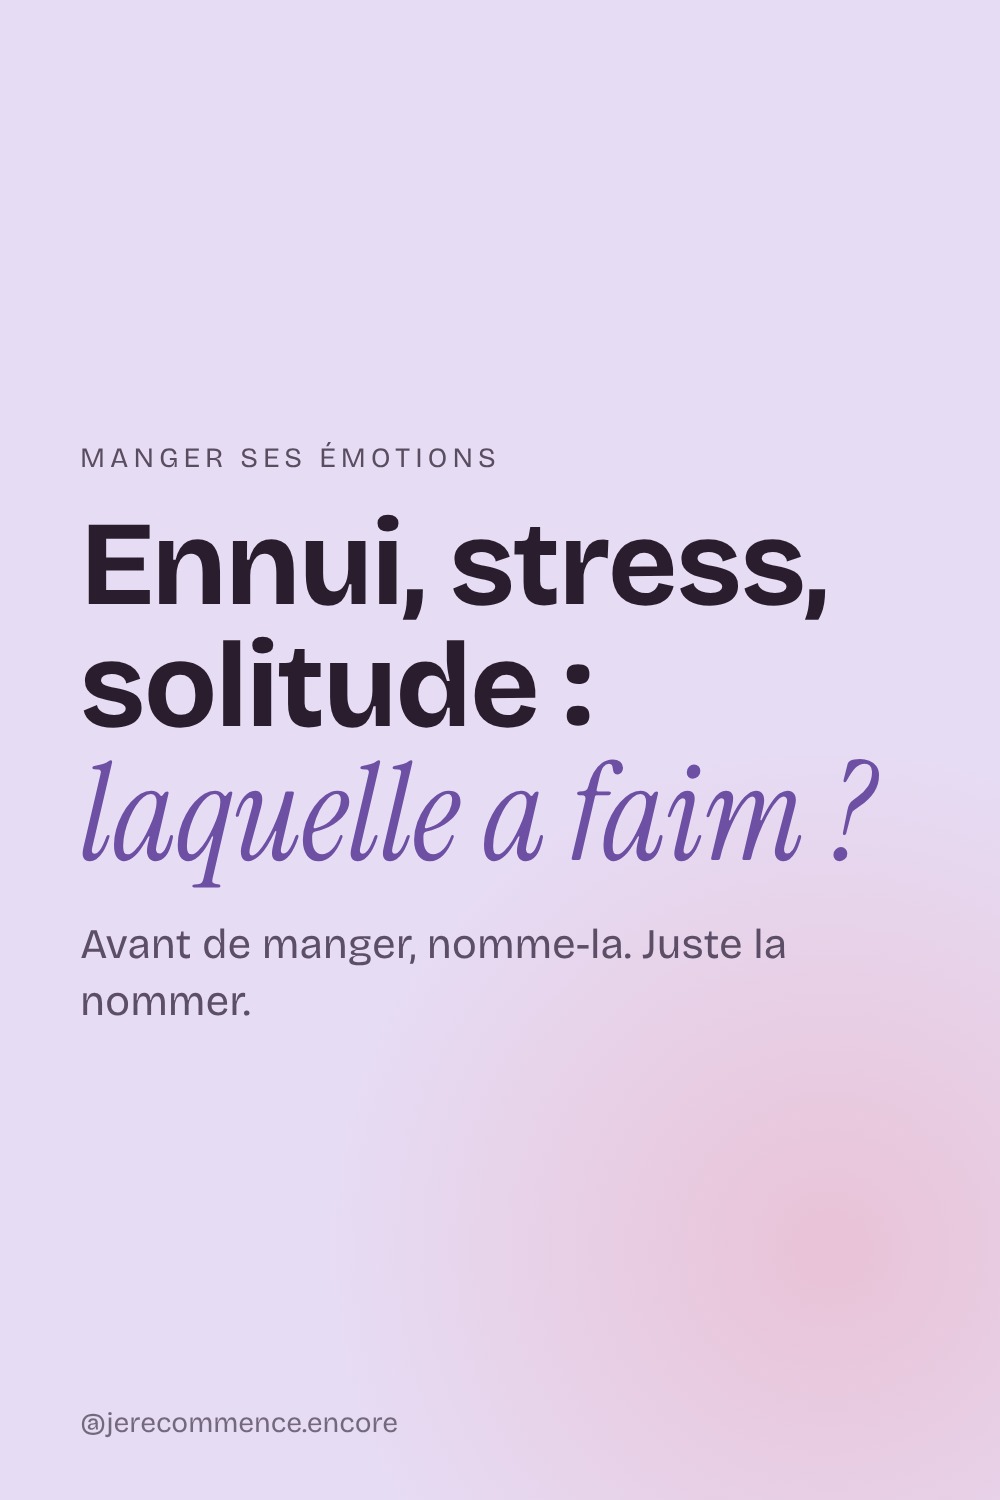 MANGER SES ÉMOTIONS
Ennui, stress,
solitude :
laquelle a faim ?
Avant de manger, nomme-la. Juste la
nommer.
@jerecommence.encore